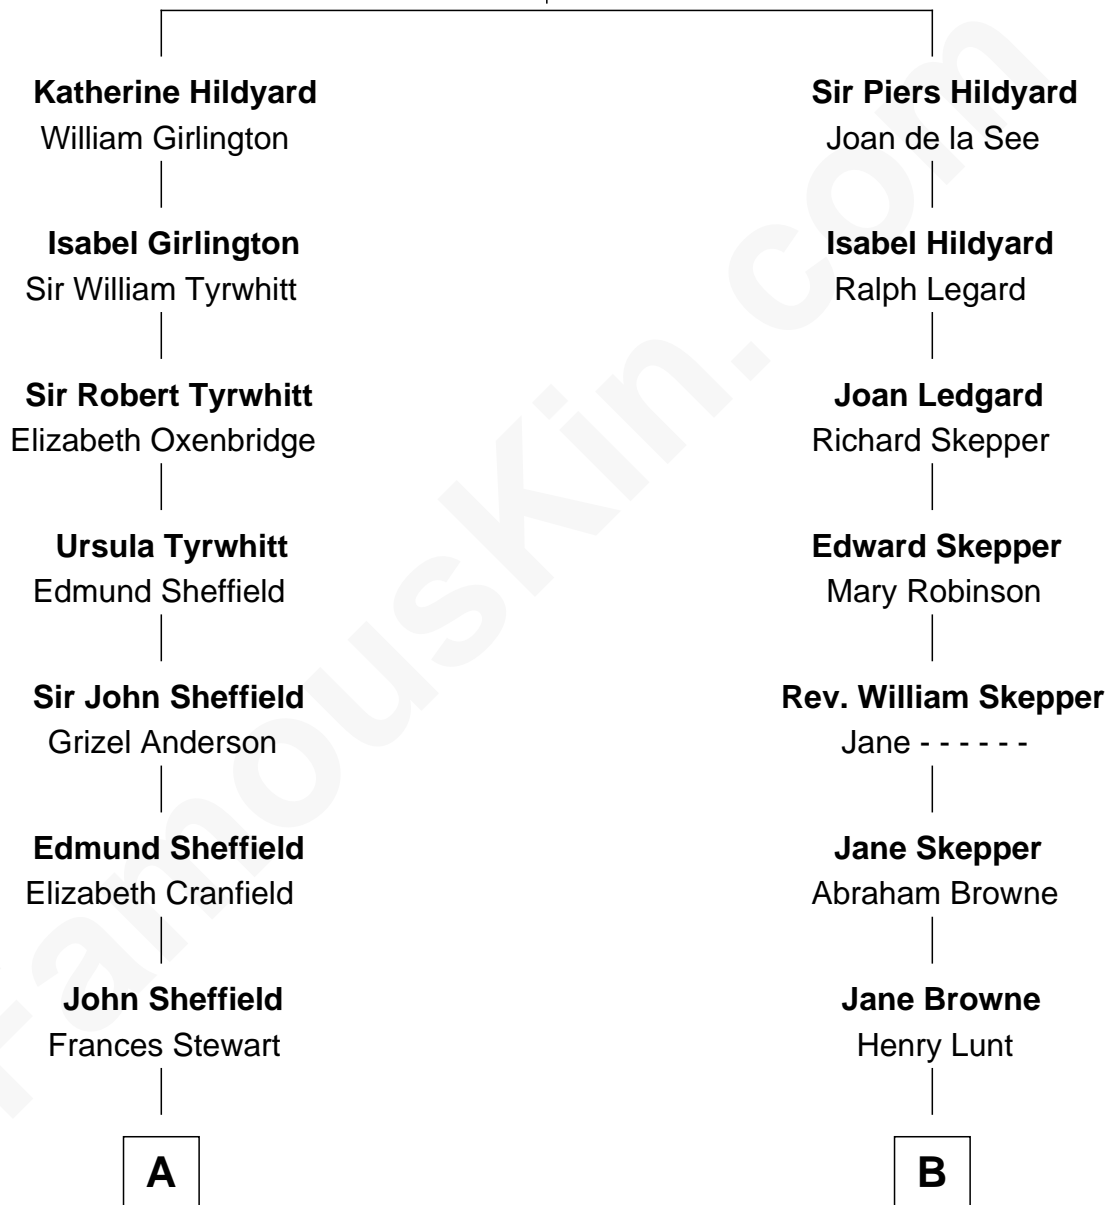 Katherine Hildyard
William Girlington
Isabel Girlington
Sir William Tyrwhitt
Sir Robert Tyrwhitt
Elizabeth Oxenbridge
Ursula Tyrwhitt
Edmund Sheffield
Sir John Sheffield
Grizel Anderson
Edmund Sheffield
Elizabeth Cranfield
John Sheffield
Frances Stewart
A
Sir Piers Hildyard
Joan de la See
Isabel Hildyard
Ralph Legard
Joan Ledgard
Richard Skepper
Edward Skepper
Mary Robinson
Rev. William Skepper
Jane - - - - - -
Jane Skepper
Abraham Browne
Jane Browne
Henry Lunt
B
FamousKin.com